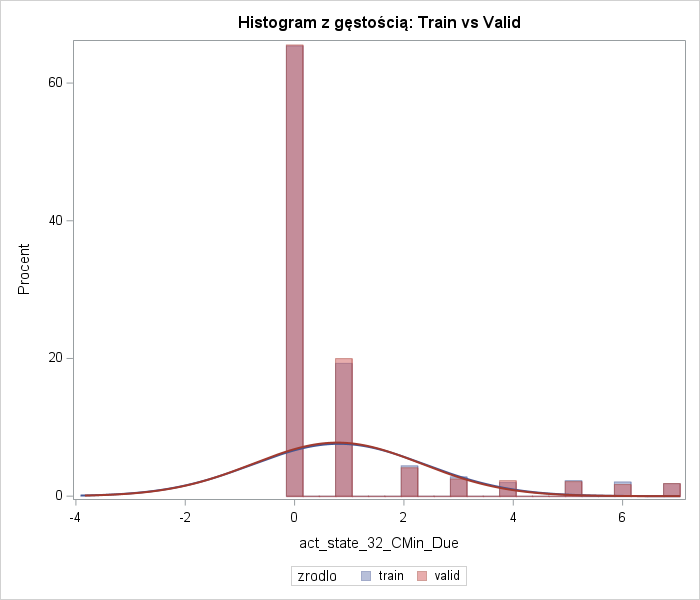 Histogram z gęstością: Train vs Valid
Procent
60
40
20
0
-4 -2 0 2 4 6
act_state_32_CMin_Due
zrodlo train valid